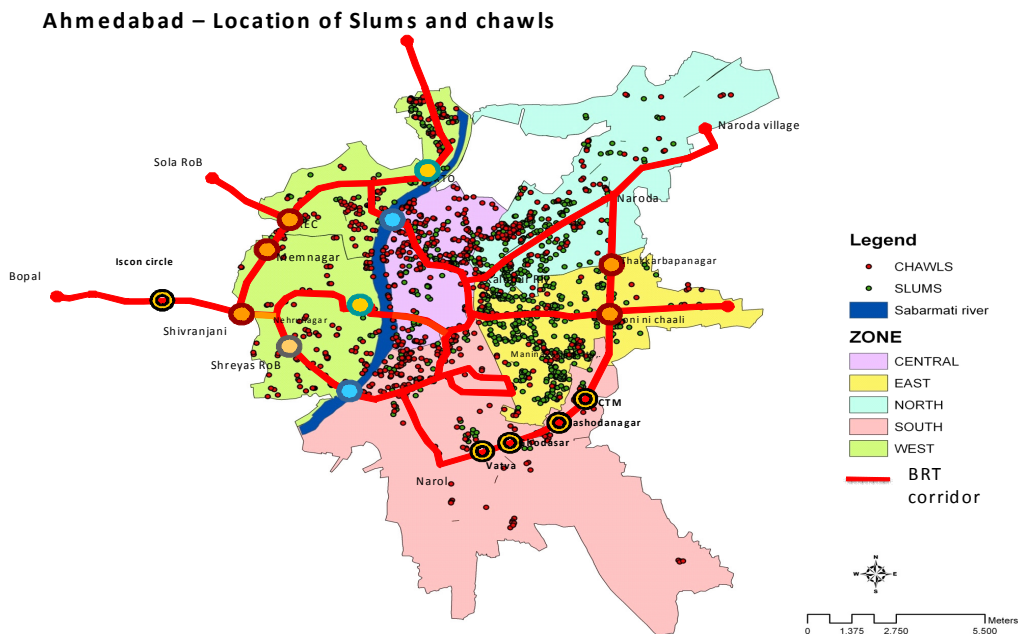 Ahmedabad – Location of Slums and chawls
Naroda village
Sola RoB
Naroda
Iscon circle
Memnagar
Thakkarbapanagar
Bopal
Nehrunagar
Shivranjani
Shreyas RoB
CTM
Vatva
Narol
Legend
CHAWLS
SLUMS
Sabarmati river
ZONE
CENTRAL
EAST
NORTH
SOUTH
WEST
BRT
corridor
N
W E
S
Meters
0 1.375 2.750 5.500